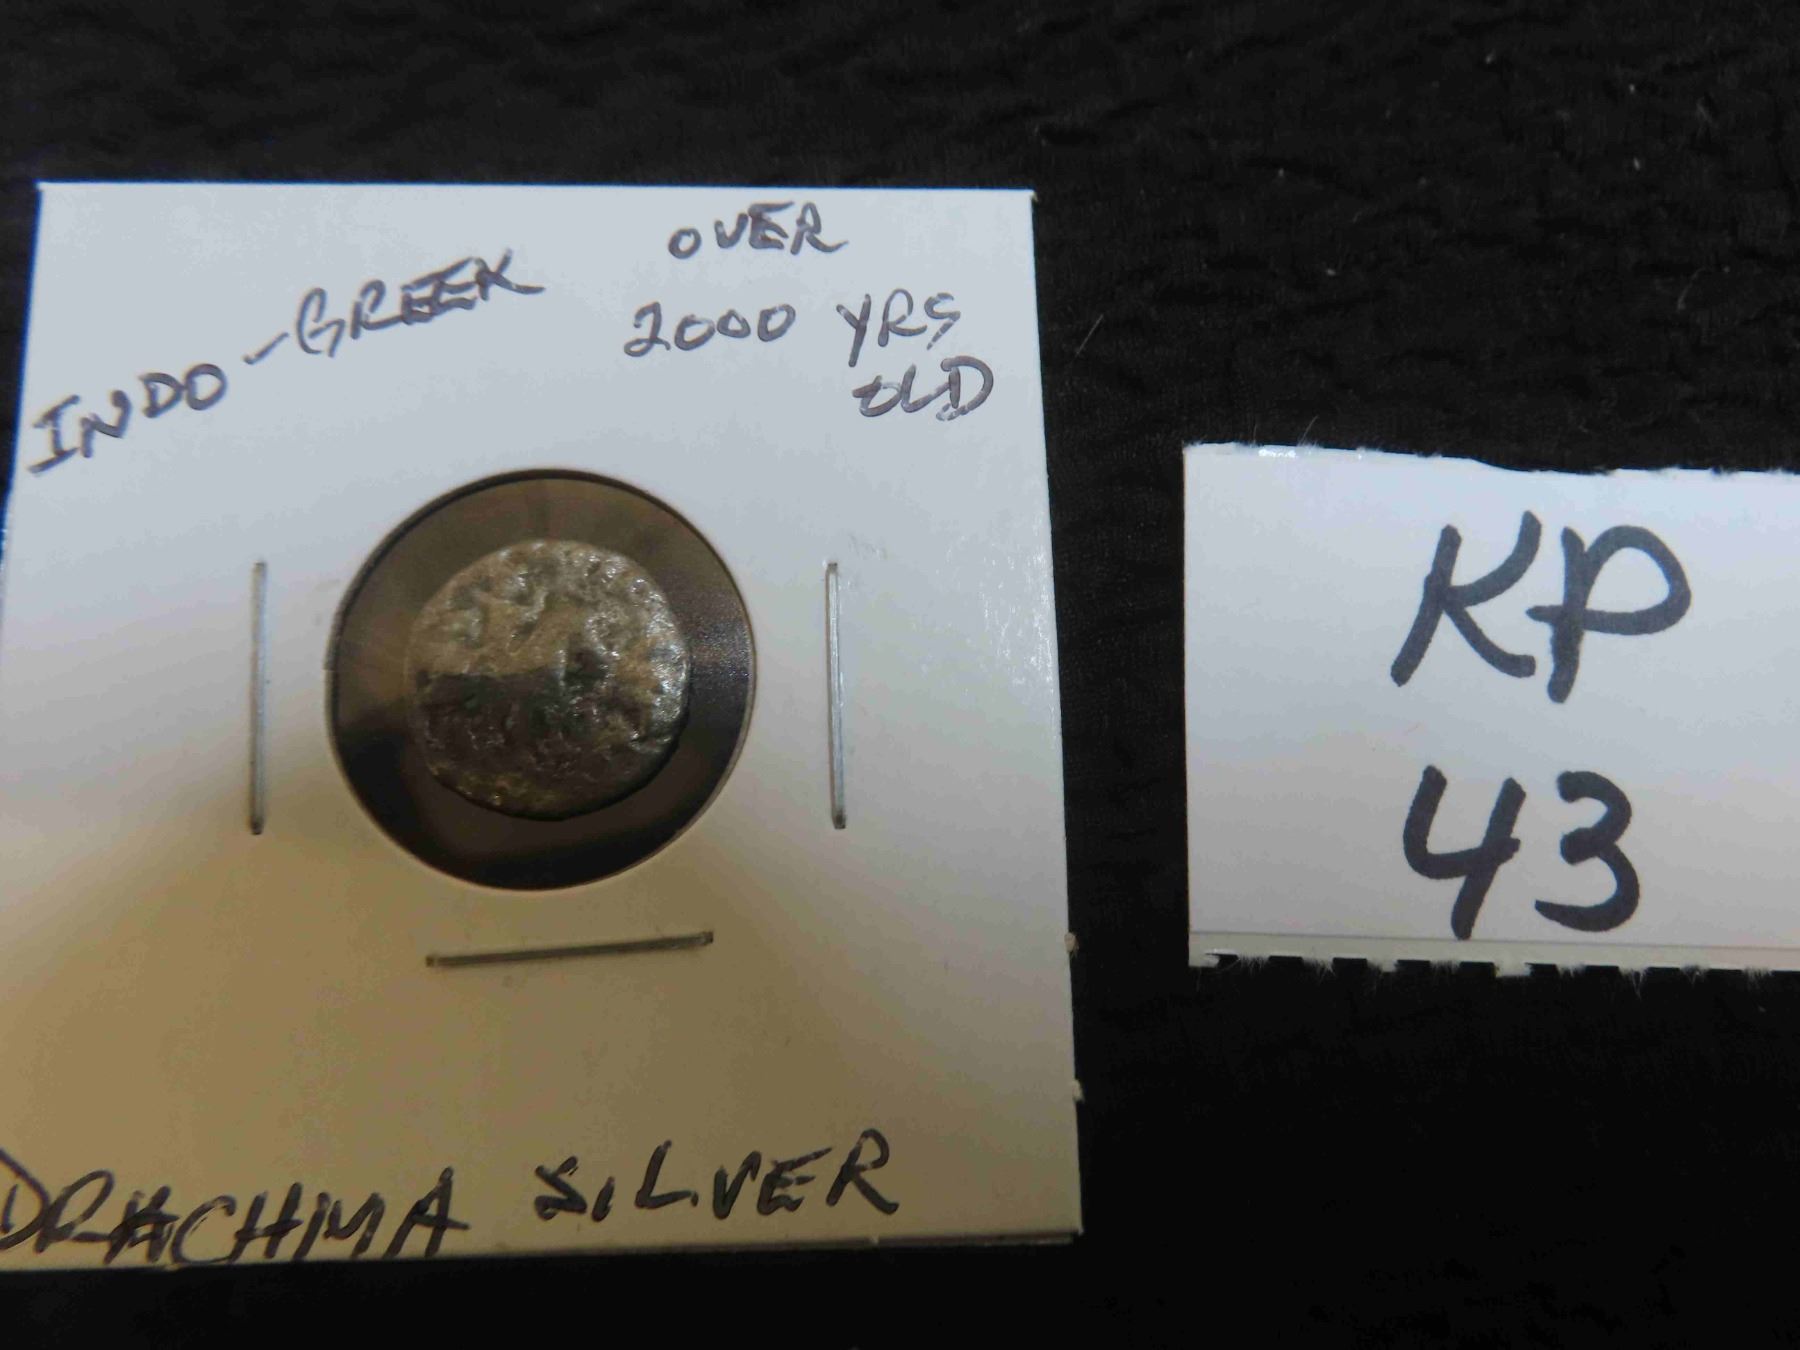 INDO-GREEK
OVER
2000 YRS
OLD
DRACHMA SILVER
KP
43